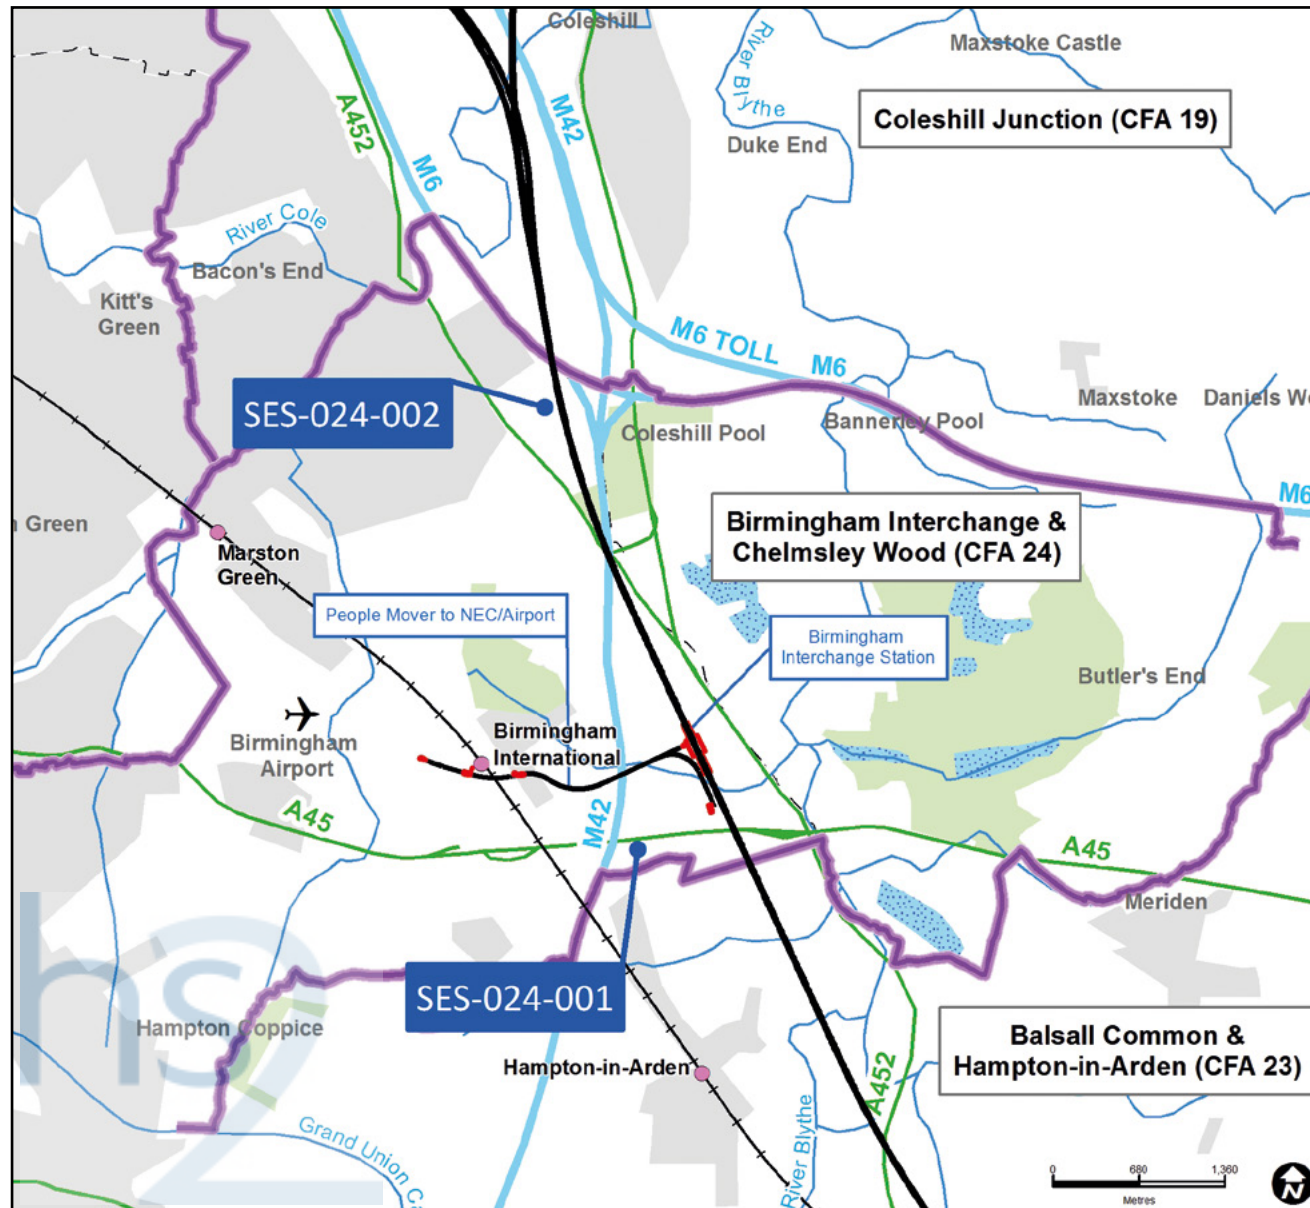 Coleshill
Maxstoke Castle
River Blythe
Coleshill Junction (CFA 19)
A452
M42
Duke End
M6
River Cole
Bacon's End
Kitt's
Green
M6 TOLL
M6
SES-024-002
Maxstoke
Daniels Wo
Coleshill Pool
Bannerley Pool
M6
n Green
Birmingham Interchange &
Chelmsley Wood (CFA 24)
Marston
Green
People Mover to NEC/Airport
Birmingham
Interchange Station
Butler's End
Birmingham
International
Birmingham
Airport
A45
M42
A45
Meriden
hs2
SES-024-001
Hampton Coppice
Balsall Common &
Hampton-in-Arden (CFA 23)
Hampton-in-Arden
A452
River Blythe
Grand Union Ca
0 680 1,360
Metres
N